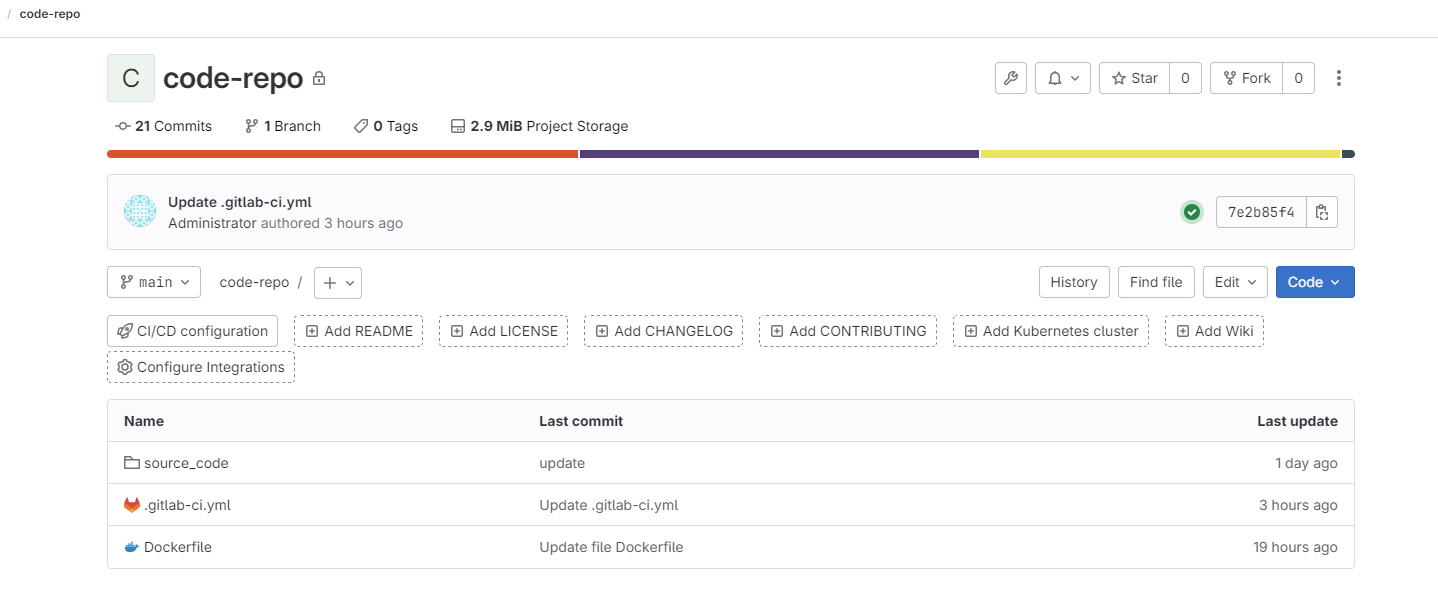 / code-repo
C code-repo Star 0 Fork 0
21 Commits 1 Branch 0 Tags 2.9 MiB Project Storage
Update .gitlab-ci.yml
Administrator authored 3 hours ago
7e2b85f4
main code-repo / + History Find file Edit Code
CI/CD configuration Add README Add LICENSE Add CHANGELOG Add CONTRIBUTING Add Kubernetes cluster Add Wiki
Configure Integrations
Name Last commit Last update
source_code update 1 day ago
.gitlab-ci.yml Update .gitlab-ci.yml 3 hours ago
Dockerfile Update file Dockerfile 19 hours ago